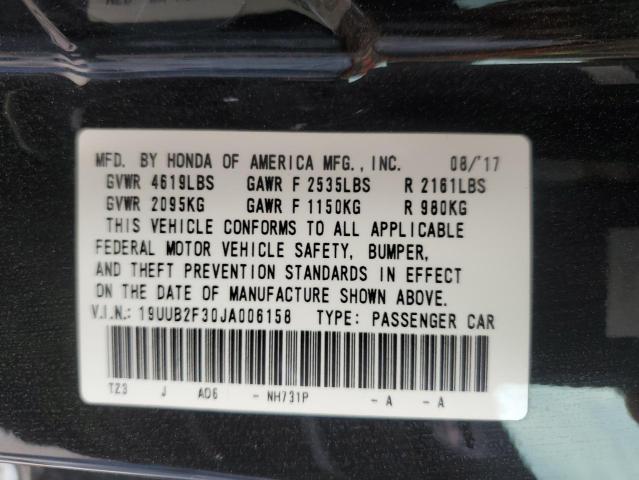 MFD. BY HONDA OF AMERICA MFG., INC. 08/'17
GVWR 4619LBS GAWR F 2535LBS R 2161LBS
GVWR 2095KG GAWR F 1150KG R 980KG
THIS VEHICLE CONFORMS TO ALL APPLICABLE
FEDERAL MOTOR VEHICLE SAFETY, BUMPER,
AND THEFT PREVENTION STANDARDS IN EFFECT
ON THE DATE OF MANUFACTURE SHOWN ABOVE.
V.I.N.: 19UUB2F30JA006158 TYPE: PASSENGER CAR
TZ3 J A06 - NH731P - A - A